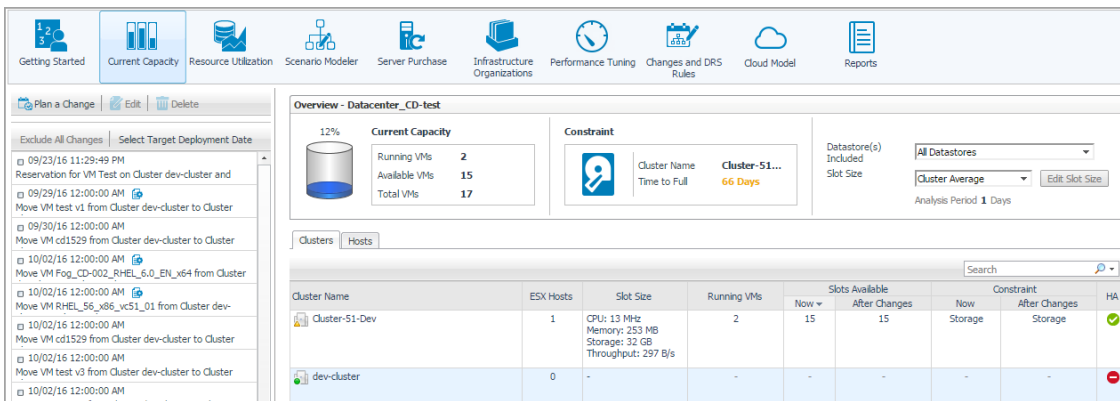 1 2 3
Getting Started
Current Capacity
Resource Utilization
Scenario Modeler
Server Purchase
Infrastructure
Organizations
Performance Tuning
Changes and DRS
Rules
Cloud Model
Reports
Plan a Change
Edit
Delete
Exclude All Changes
Select Target Deployment Date
09/23/16 11:29:49 PM
Reservation for VM Test on Cluster dev-cluster and
09/29/16 12:00:00 AM
Move VM test v1 from Cluster dev-cluster to Cluster
09/30/16 12:00:00 AM
Move VM cd1529 from Cluster dev-cluster to Cluster
10/02/16 12:00:00 AM
Move VM Fog_CD-002_RHEL_6.0_EN_x64 from Cluster
10/02/16 12:00:00 AM
Move VM RHEL_56_x86_vc51_01 from Cluster dev-
10/02/16 12:00:00 AM
Move VM cd1529 from Cluster dev-cluster to Cluster
10/02/16 12:00:00 AM
Move VM test v3 from Cluster dev-cluster to Cluster
10/02/16 12:00:00 AM
Overview - Datacenter_CD-test
12%
Current Capacity
Running VMs 2
Available VMs 15
Total VMs 17
Constraint
Cluster Name Cluster-51...
Time to Full 66 Days
Datastore(s)
Included
All Datastores
Slot Size
Cluster Average
Edit Slot Size
Analysis Period 1 Days
Clusters
Hosts
Search
Cluster Name
ESX Hosts
Slot Size
Running VMs
Slots Available
Now
After Changes
Constraint
Now
After Changes
HA
Cluster-51-Dev 1 CPU: 13 MHz 2 15 15 Storage Storage
Memory: 253 MB
Storage: 32 GB
Throughput: 297 B/s
dev-cluster 0 - - - - - -